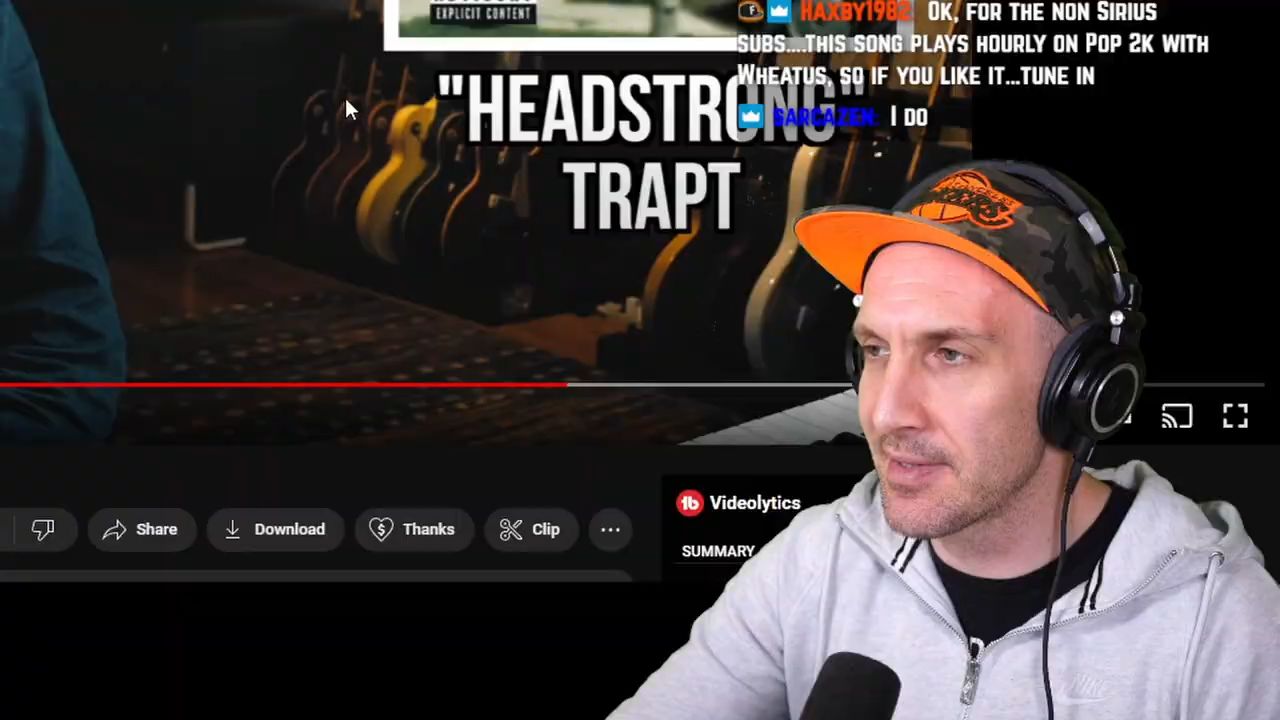 EXPLICIT CONTENT
HAXBY1982: OK, FOR THE NON SIRIUS
SUBS....THIS SONG PLAYS HOURLY ON POP 2K WITH
WHEATUS, SO IF YOU LIKE IT...TUNE IN
SARCAZEN: I DO
"HEADSTRONG"
TRAPT
Share
Download
Thanks
Clip
tb Videolytics
SUMMARY